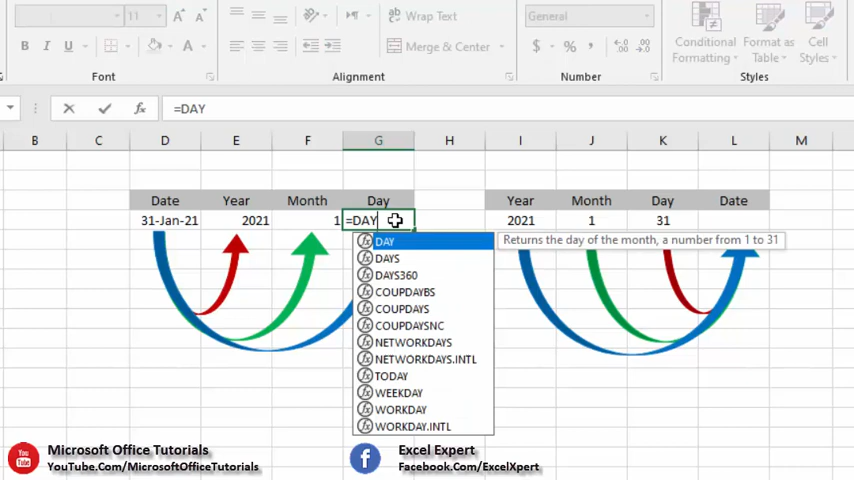 11
A^ A
ab Wrap Text
General
B I U
A
Merge & Center
$ % ,
Conditional Formatting
Format as Table
Cell Styles
Font
Alignment
Number
Styles
fx
=DAY
B C D E F G H I J K L M
Date Year Month Day Year Month Day Date
31-Jan-21 2021 1 =DAY 2021 1 31
DAY
Returns the day of the month, a number from 1 to 31
DAYS
DAYS360
COUPDAYBS
COUPDAYS
COUPDAYSNC
NETWORKDAYS
NETWORKDAYS.INTL
TODAY
WEEKDAY
WORKDAY
WORKDAY.INTL
Microsoft Office Tutorials
YouTube.Com/MicrosoftOfficeTutorials
Excel Expert
Facebook.Com/ExcelXpert